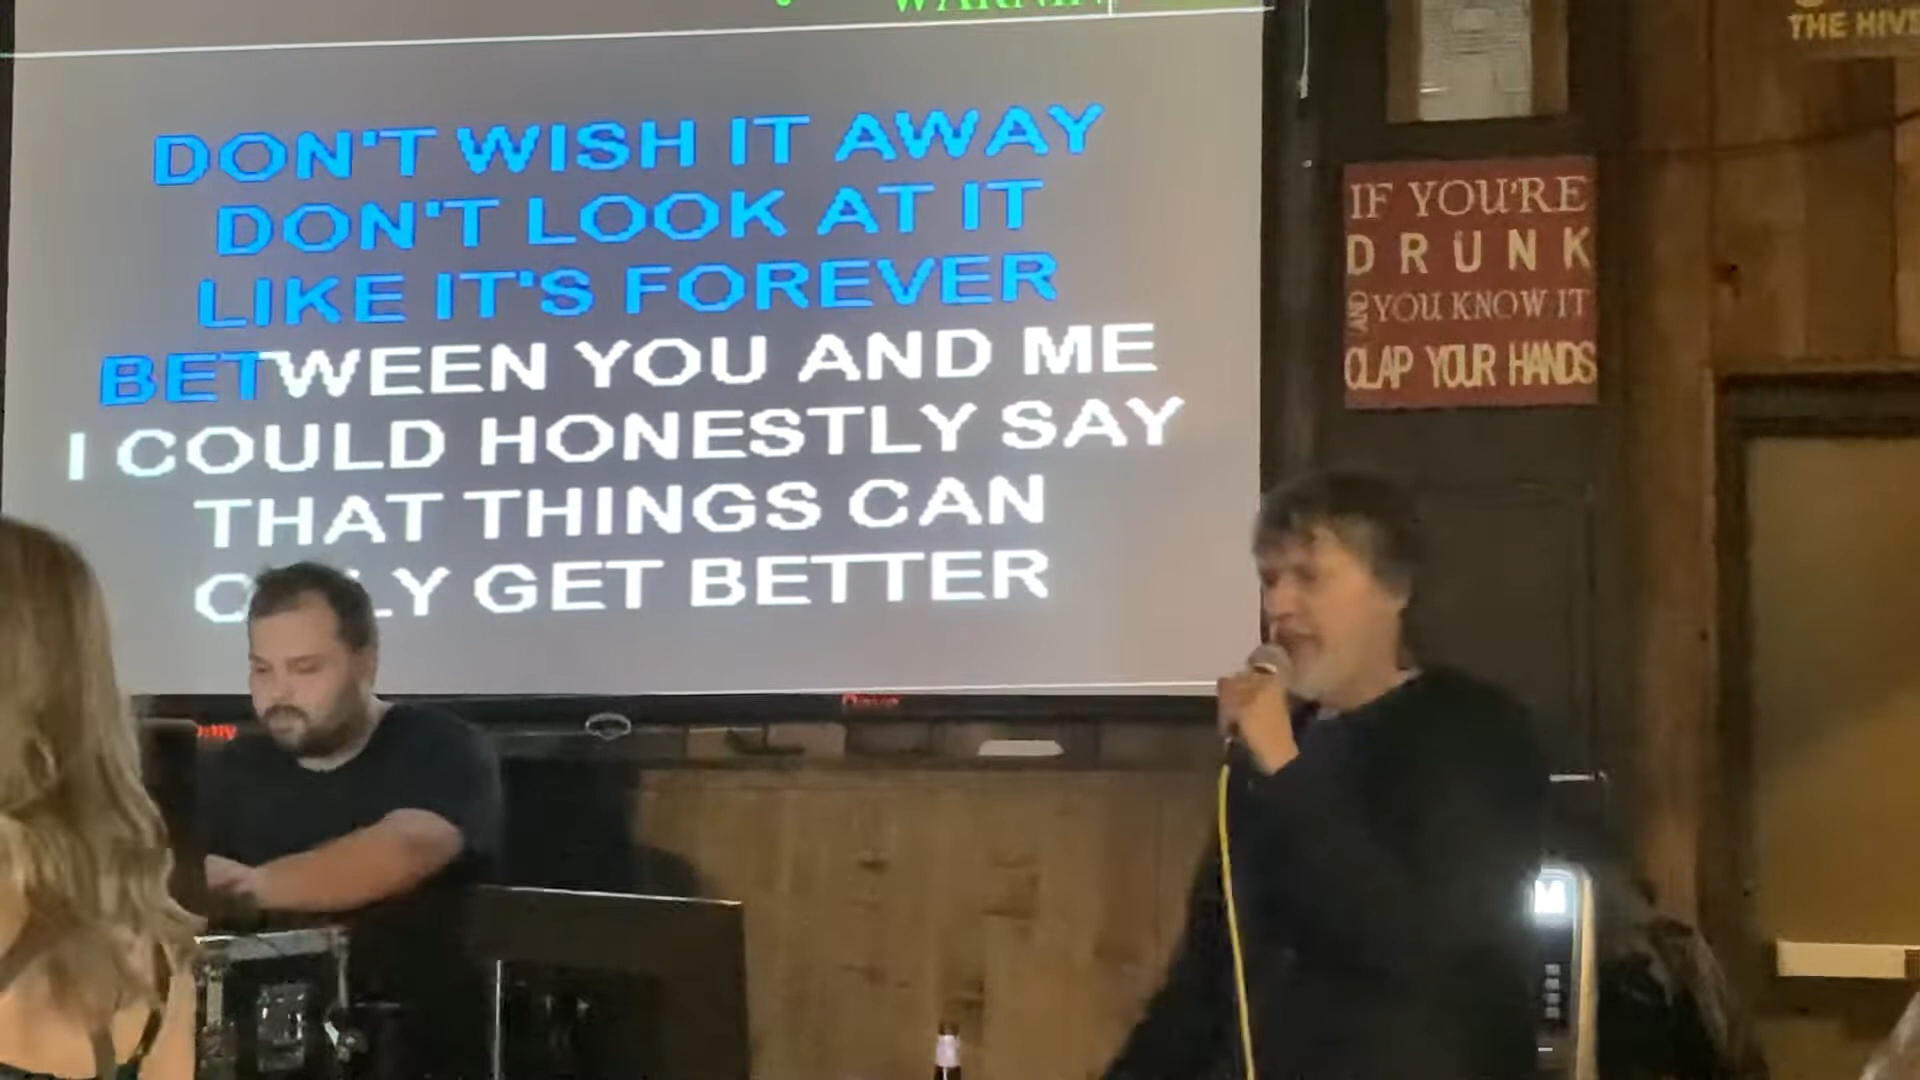 DON'T WISH IT AWAY
DON'T LOOK AT IT
LIKE IT'S FOREVER
BETWEEN YOU AND ME
I COULD HONESTLY SAY
THAT THINGS CAN
GET BETTER
THE HIVE
IF YOU'RE
DRUNK
AND YOU KNOW IT
CLAP YOUR HANDS
M